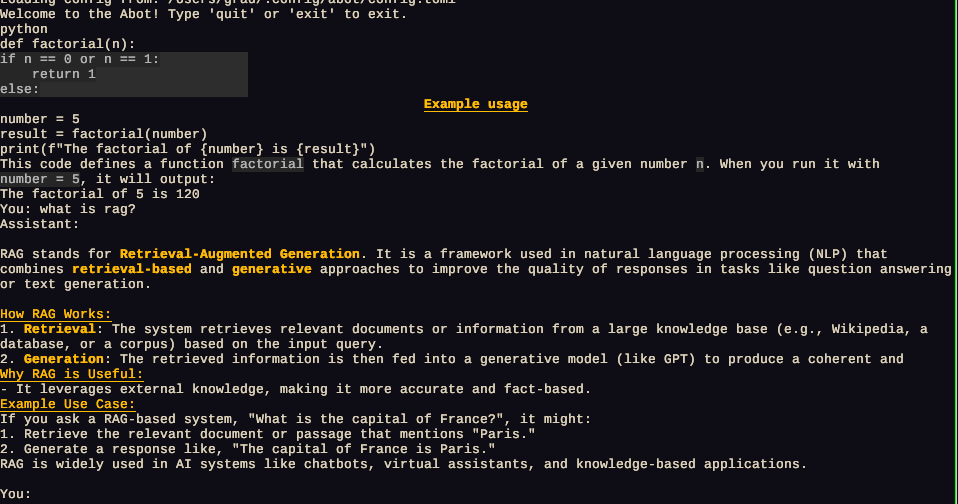 Loading config from: /Users/grad/.config/abot/config.toml
Welcome to the Abot! Type 'quit' or 'exit' to exit.
python
def factorial(n):
if n == 0 or n == 1:
    return 1
else:
Example usage
number = 5
result = factorial(number)
print(f"The factorial of {number} is {result}")
This code defines a function factorial that calculates the factorial of a given number n. When you run it with
number = 5, it will output:
The factorial of 5 is 120
You: what is rag?
Assistant:
RAG stands for Retrieval-Augmented Generation. It is a framework used in natural language processing (NLP) that
combines retrieval-based and generative approaches to improve the quality of responses in tasks like question answering
or text generation.
How RAG Works:
1. Retrieval: The system retrieves relevant documents or information from a large knowledge base (e.g., Wikipedia, a
database, or a corpus) based on the input query.
2. Generation: The retrieved information is then fed into a generative model (like GPT) to produce a coherent and
Why RAG is Useful:
- It leverages external knowledge, making it more accurate and fact-based.
Example Use Case:
If you ask a RAG-based system, "What is the capital of France?", it might:
1. Retrieve the relevant document or passage that mentions "Paris."
2. Generate a response like, "The capital of France is Paris."
RAG is widely used in AI systems like chatbots, virtual assistants, and knowledge-based applications.
You: